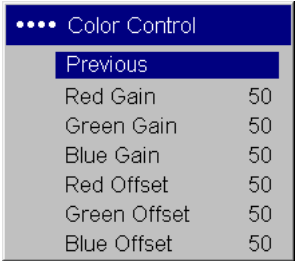 •••• Color Control
Previous
Red Gain 50
Green Gain 50
Blue Gain 50
Red Offset 50
Green Offset 50
Blue Offset 50